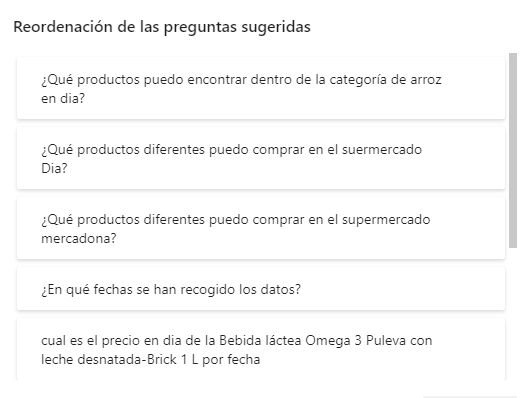 Reordenación de las preguntas sugeridas
¿Qué productos puedo encontrar dentro de la categoría de arroz
en dia?
¿Qué productos diferentes puedo comprar en el suermercado
Dia?
¿Qué productos diferentes puedo comprar en el supermercado
mercadona?
¿En qué fechas se han recogido los datos?
cual es el precio en dia de la Bebida láctea Omega 3 Puleva con
leche desnatada-Brick 1 L por fecha